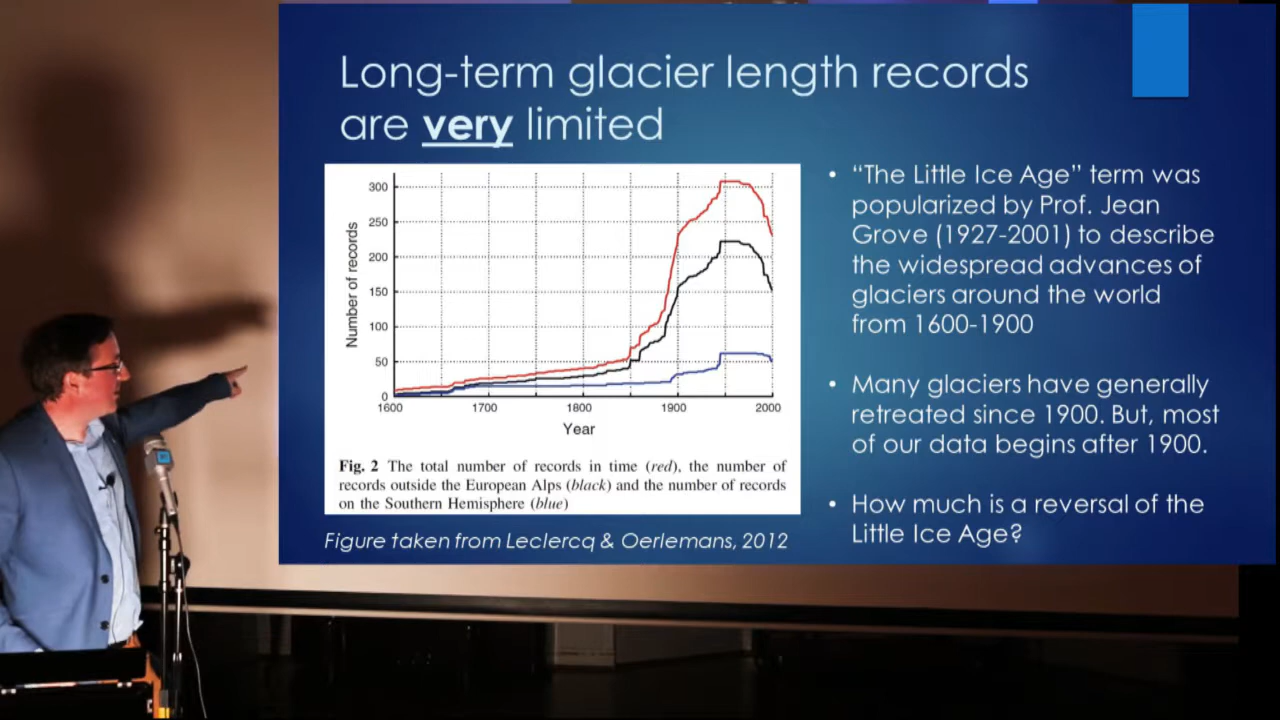 Long-term glacier length records
are very limited
300
250
200
150
100
50
0
Number of records
1600 1700 1800 1900 2000
Year
Fig. 2 The total number of records in time (red), the number of
records outside the European Alps (black) and the number of records
on the Southern Hemisphere (blue)
Figure taken from Leclercq & Oerlemans, 2012
• “The Little Ice Age” term was
popularized by Prof. Jean
Grove (1927-2001) to describe
the widespread advances of
glaciers around the world
from 1600-1900
• Many glaciers have generally
retreated since 1900. But, most
of our data begins after 1900.
• How much is a reversal of the
Little Ice Age?